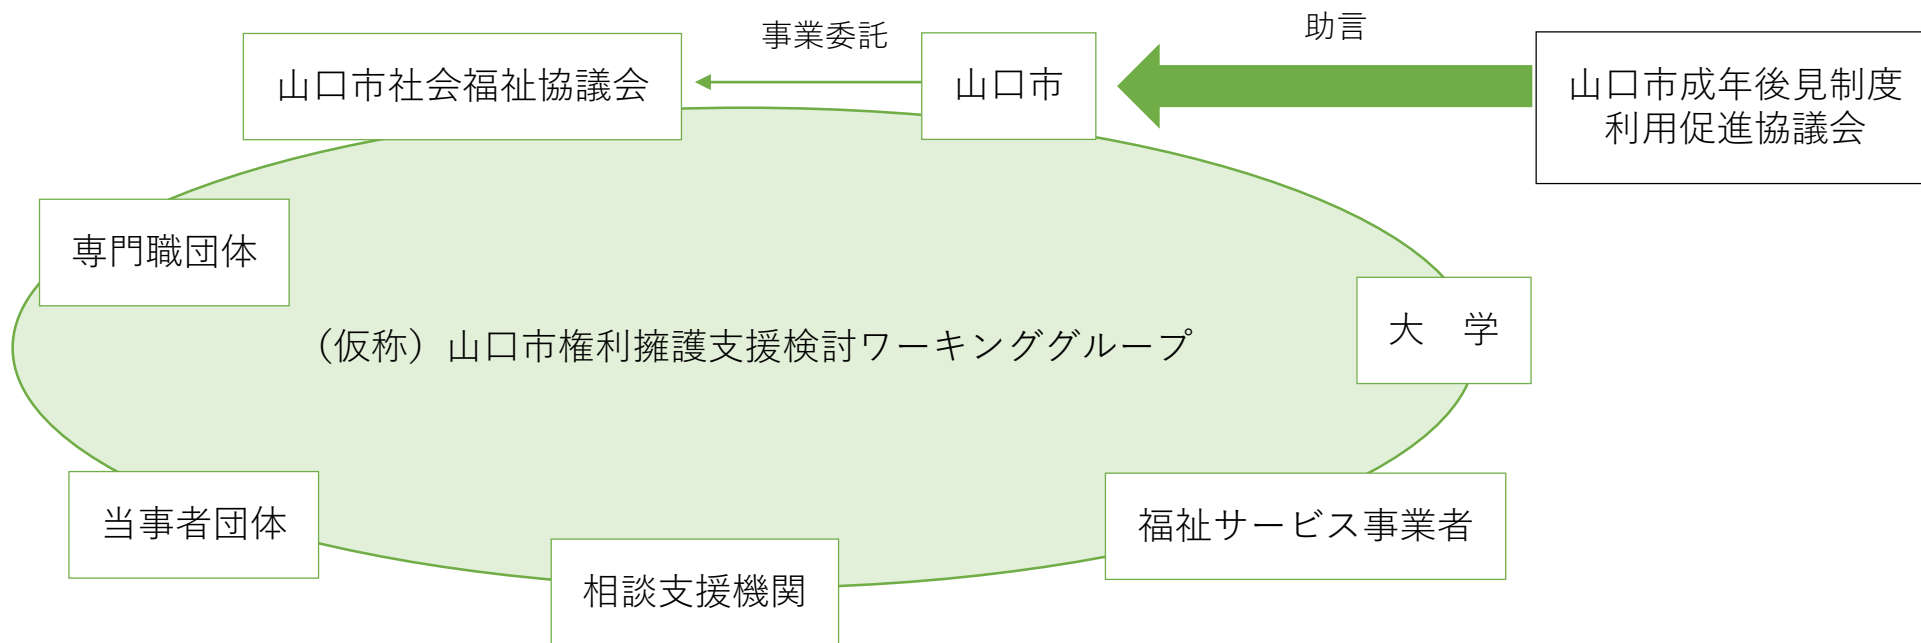 事業委託
助言
山口市社会福祉協議会
山口市
山口市成年後見制度
利用促進協議会
専門職団体
大　学
（仮称）山口市権利擁護支援検討ワーキンググループ
当事者団体
福祉サービス事業者
相談支援機関